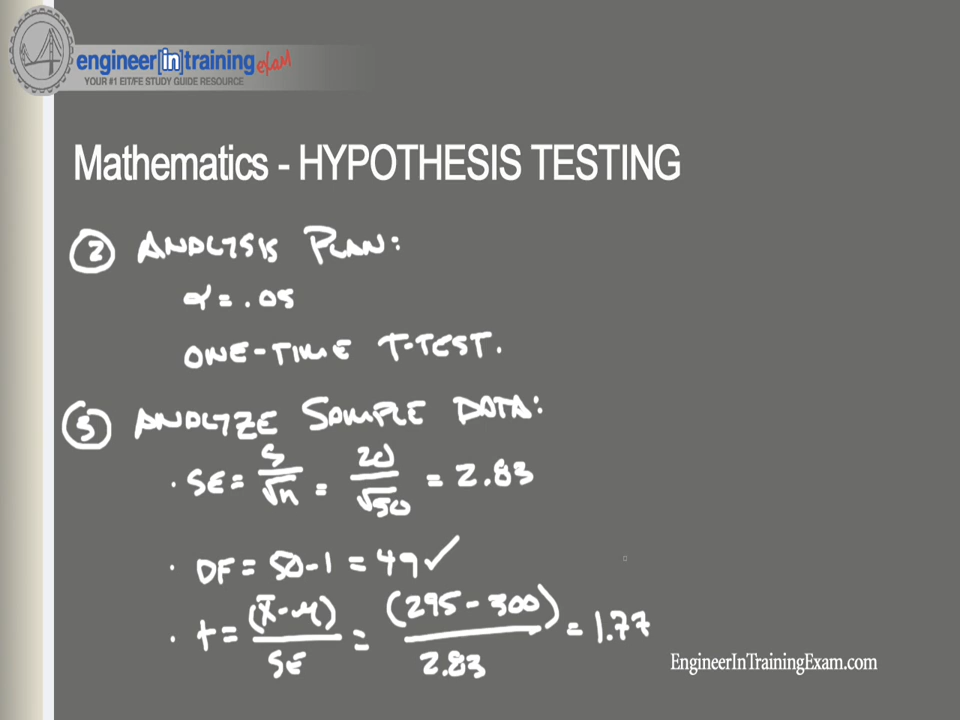 engineer[in]training exam
YOUR #1 EIT/FE STUDY GUIDE RESOURCE
Mathematics - HYPOTHESIS TESTING
② ANALYSIS PLAN:
α = .05
ONE-TIME T-TEST.
③ ANALYZE SAMPLE DATA:
· SE = S/√n = 20/√50 = 2.83
· DF = 50-1 = 49 ✓
· t = (x̄-μ)/SE = (295-300)/2.83 = 1.77
EngineerInTrainingExam.com